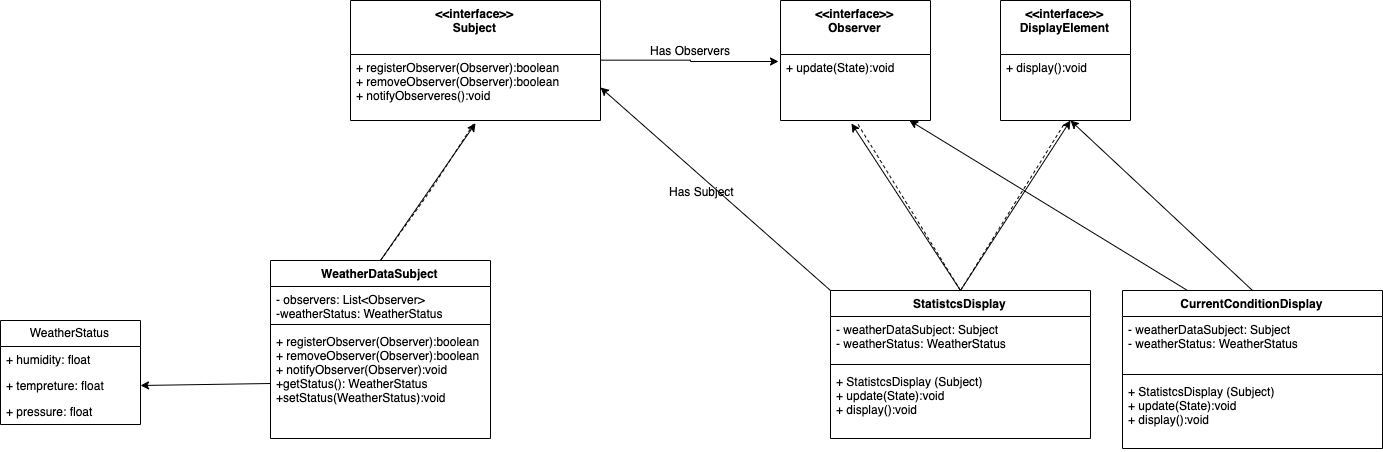 <<interface>>
Subject
+ registerObserver(Observer):boolean
+ removeObserver(Observer):boolean
+ notifyObserveres():void
Has Observers
<<interface>>
Observer
+ update(State):void
<<interface>>
DisplayElement
+ display():void
Has Subject
WeatherStatus
+ humidity: float
+ tempreture: float
+ pressure: float
WeatherDataSubject
- observers: List<Observer>
-weatherStatus: WeatherStatus
+ registerObserver(Observer):boolean
+ removeObserver(Observer):boolean
+ notifyObserver(Observer):void
+getStatus(): WeatherStatus
+setStatus(WeatherStatus):void
StatistcsDisplay
- weatherDataSubject: Subject
- weatherStatus: WeatherStatus
+ StatistcsDisplay (Subject)
+ update(State):void
+ display():void
CurrentConditionDisplay
- weatherDataSubject: Subject
- weatherStatus: WeatherStatus
+ StatistcsDisplay (Subject)
+ update(State):void
+ display():void